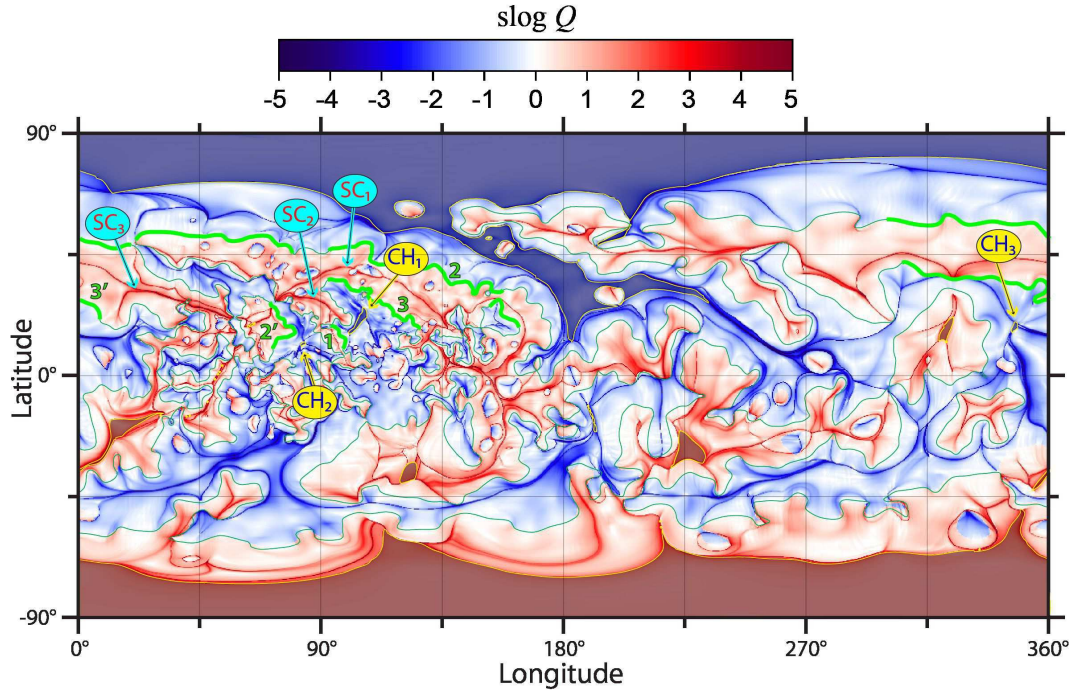 slog Q
-5 -4 -3 -2 -1 0 1 2 3 4 5
90°
SC₁
SC₂
SC₃
CH₃
CH₁
2
3'
3
2'
1
0°
CH₂
-90°
Latitude
0° 90° 180° 270° 360°
Longitude